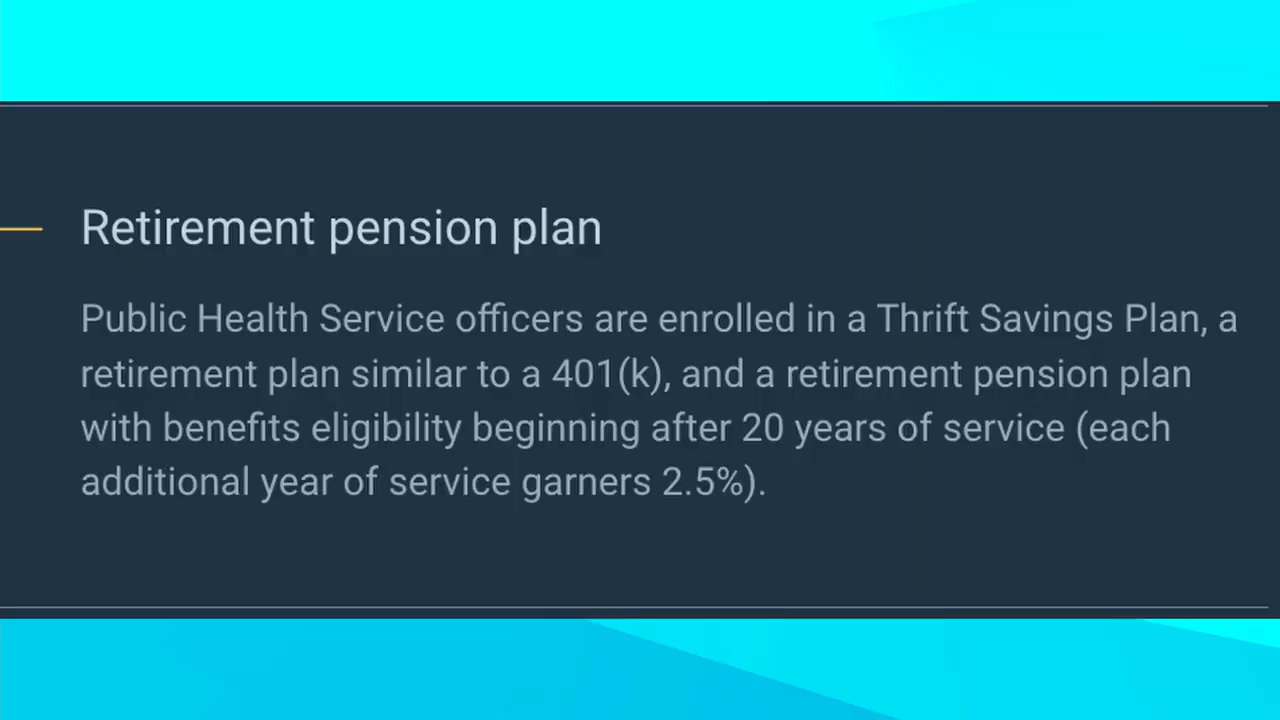 Retirement pension plan
Public Health Service officers are enrolled in a Thrift Savings Plan, a
retirement plan similar to a 401(k), and a retirement pension plan
with benefits eligibility beginning after 20 years of service (each
additional year of service garners 2.5%).